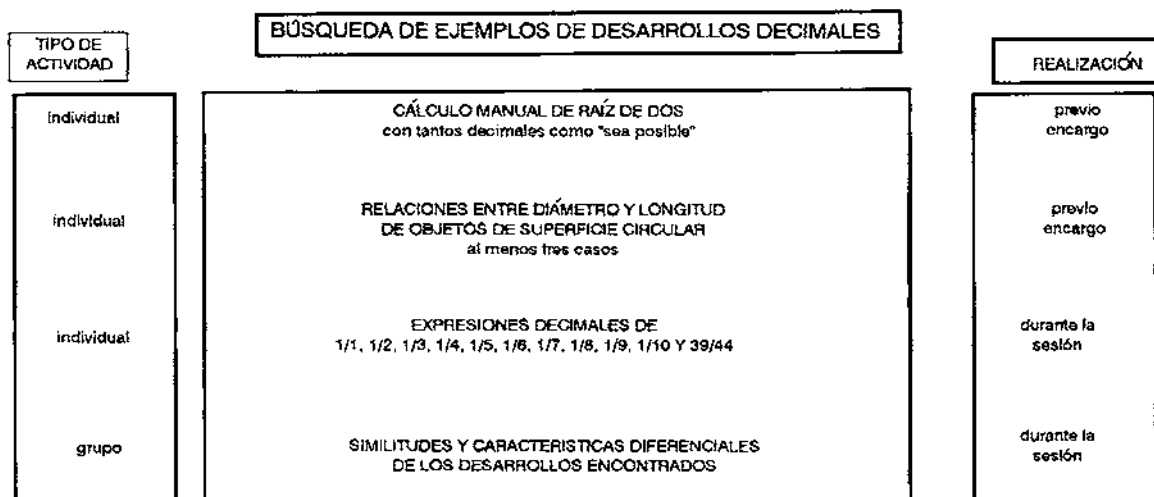 BÚSQUEDA DE EJEMPLOS DE DESARROLLOS DECIMALES
TIPO DE
ACTIVIDAD
REALIZACIÓN
individual
CÁLCULO MANUAL DE RAÍZ DE DOS
con tantos decimales como "sea posible"
previo
encargo
individual
RELACIONES ENTRE DIÁMETRO Y LONGITUD
DE OBJETOS DE SUPERFICIE CIRCULAR
al menos tres casos
previo
encargo
individual
EXPRESIONES DECIMALES DE
1/1, 1/2, 1/3, 1/4, 1/5, 1/6, 1/7, 1/8, 1/9, 1/10 Y 39/44
durante la
sesión
grupo
SIMILITUDES Y CARACTERISTICAS DIFERENCIALES
DE LOS DESARROLLOS ENCONTRADOS
durante la
sesión